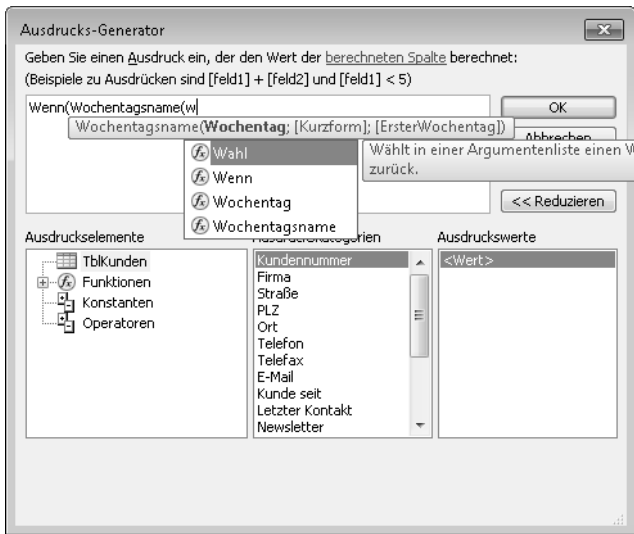 Ausdrucks-Generator
Geben Sie einen Ausdruck ein, der den Wert der berechneten Spalte berechnet:
(Beispiele zu Ausdrücken sind [feld1] + [feld2] und [feld1] < 5)
Wenn(Wochentagsname(w
OK
Wochentagsname(Wochentag; [Kurzform]; [ErsterWochentag])
Abbrechen
Wahl
Wählt in einer Argumentenliste einen W
zurück.
Wenn
Wochentag
<< Reduzieren
Wochentagsname
Ausdruckselemente
Ausdruckskategorien
Ausdruckswerte
TblKunden
Funktionen
Konstanten
Operatoren
Kundennummer
Firma
Straße
PLZ
Ort
Telefon
Telefax
E-Mail
Kunde seit
Letzter Kontakt
Newsletter
<Wert>